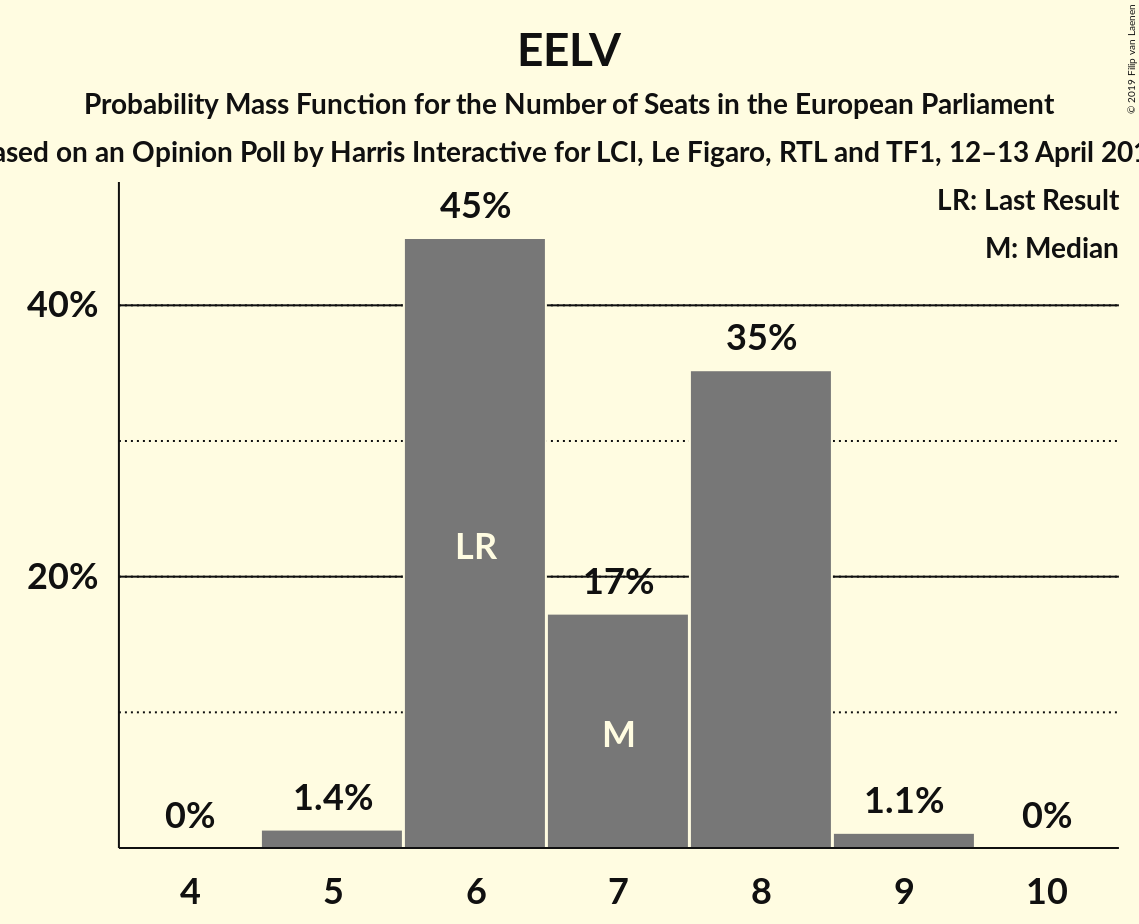 EELV
Probability Mass Function for the Number of Seats in the European Parliament
on an Opinion Poll by Harris Interactive for LCI, Le Figaro, RTL and TF1, 12–13 April
© 2019 Filip van Laenen
LR: Last Result
M: Median
45%
40%
35%
LR
20%
17%
M
1.4%
1.1%
0%
0%
4 5 6 7 8 9 10